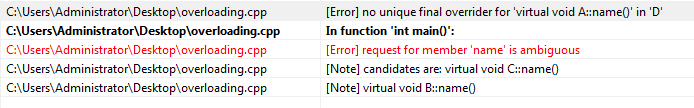 C:\Users\Administrator\Desktop\overloading.cpp [Error] no unique final overrider for 'virtual void A::name()' in 'D'
C:\Users\Administrator\Desktop\overloading.cpp In function 'int main()':
C:\Users\Administrator\Desktop\overloading.cpp [Error] request for member 'name' is ambiguous
C:\Users\Administrator\Desktop\overloading.cpp [Note] candidates are: virtual void C::name()
C:\Users\Administrator\Desktop\overloading.cpp [Note] virtual void B::name()